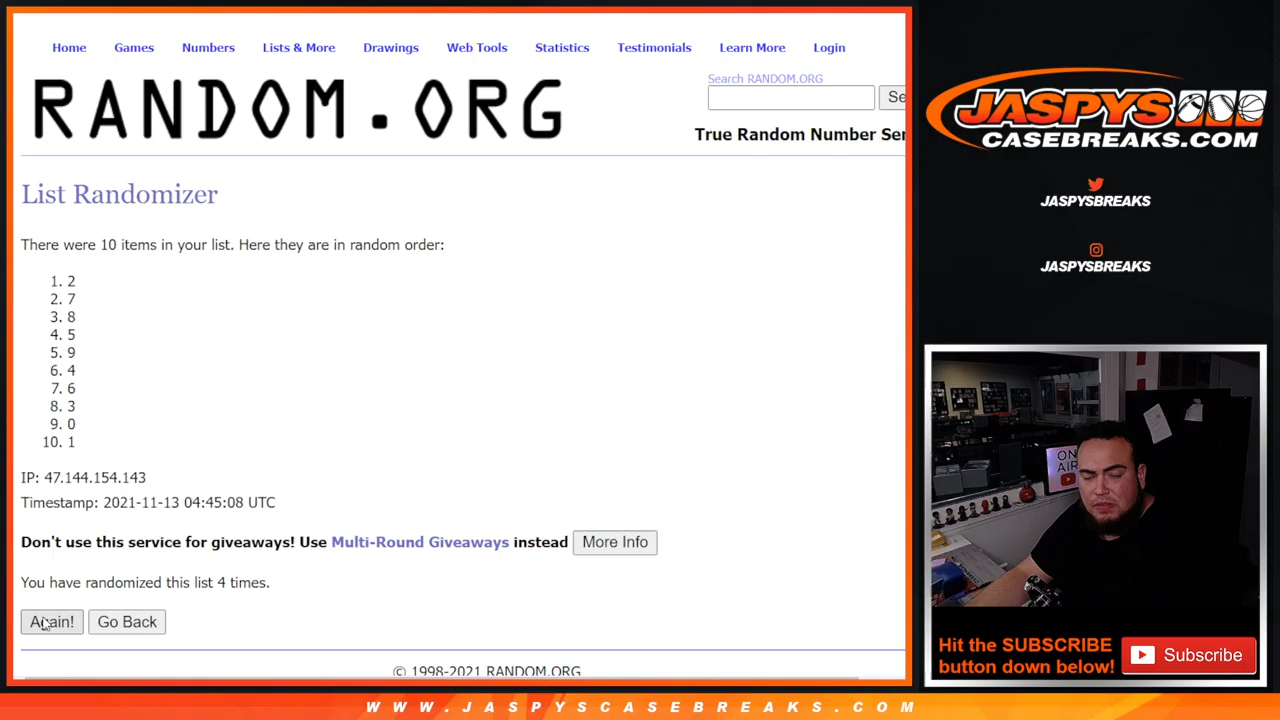 Home Games Numbers Lists & More Drawings Web Tools Statistics Testimonials Learn More Login
RANDOM.ORG
Search RANDOM.ORG
Se
True Random Number Ser
List Randomizer
There were 10 items in your list. Here they are in random order:
1. 2
2. 7
3. 8
4. 5
5. 9
6. 4
7. 6
8. 3
9. 0
10. 1
IP: 47.144.154.143
Timestamp: 2021-11-13 04:45:08 UTC
Don't use this service for giveaways! Use Multi-Round Giveaways instead More Info
You have randomized this list 4 times.
Again! Go Back
© 1998-2021 RANDOM.ORG
JASPYS
CASEBREAKS.COM
JASPYSBREAKS
JASPYSBREAKS
ON
AIR
Hit the SUBSCRIBE
button down below!
Subscribe
WWW.JASPYSCASEBREAKS.COM